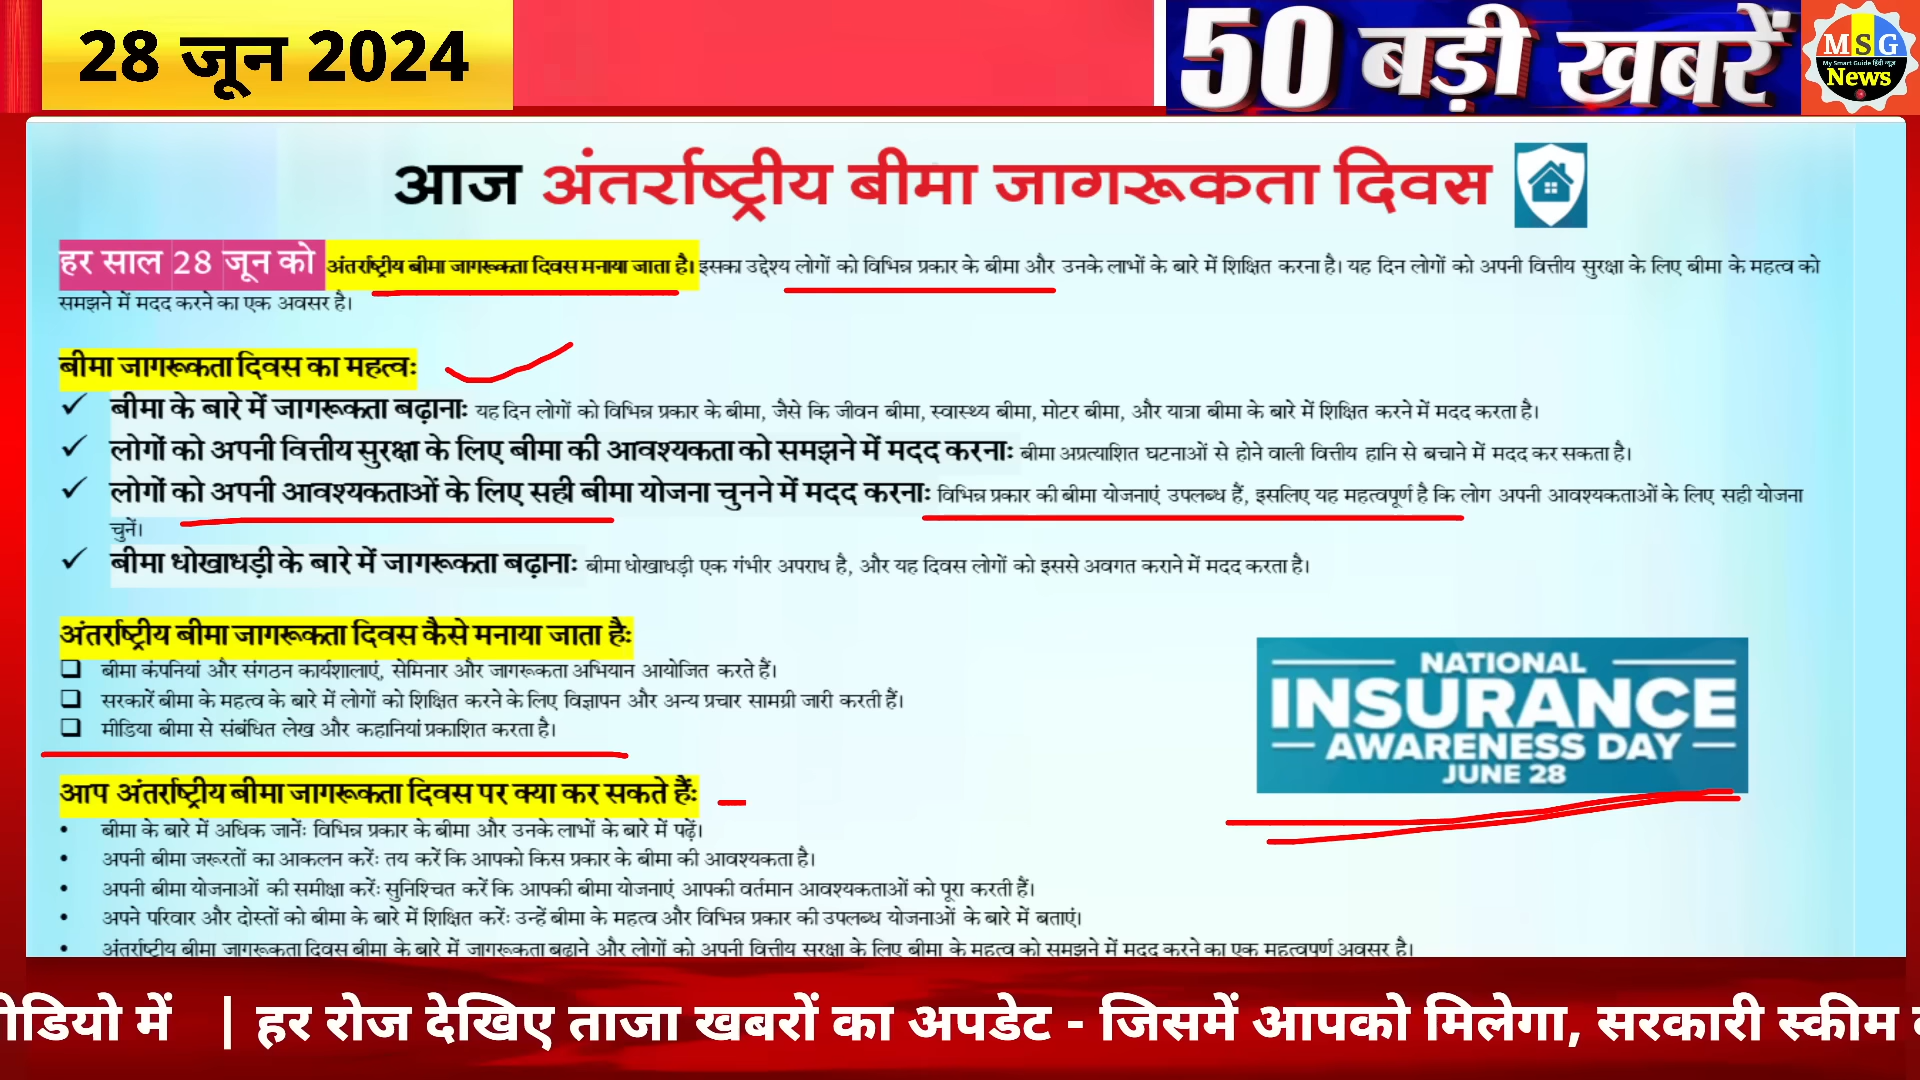 28 जून 2024
50 बड़ी खबरें
MSG
My Smart Guide हिंदी न्यूज़
News
आज अंतर्राष्ट्रीय बीमा जागरूकता दिवस
हर साल 28 जून को अंतर्राष्ट्रीय बीमा जागरूकता दिवस मनाया जाता है। इसका उद्देश्य लोगों को विभिन्न प्रकार के बीमा और उनके लाभों के बारे में शिक्षित करना है। यह दिन लोगों को अपनी वित्तीय सुरक्षा के लिए बीमा के महत्व को
समझने में मदद करने का एक अवसर है।
बीमा जागरूकता दिवस का महत्व:
✓ बीमा के बारे में जागरूकता बढ़ाना: यह दिन लोगों को विभिन्न प्रकार के बीमा, जैसे कि जीवन बीमा, स्वास्थ्य बीमा, मोटर बीमा, और यात्रा बीमा के बारे में शिक्षित करने में मदद करता है।
✓ लोगों को अपनी वित्तीय सुरक्षा के लिए बीमा की आवश्यकता को समझने में मदद करना: बीमा अप्रत्याशित घटनाओं से होने वाली वित्तीय हानि से बचाने में मदद कर सकता है।
✓ लोगों को अपनी आवश्यकताओं के लिए सही बीमा योजना चुनने में मदद करना: विभिन्न प्रकार की बीमा योजनाएं उपलब्ध हैं, इसलिए यह महत्वपूर्ण है कि लोग अपनी आवश्यकताओं के लिए सही योजना
चुनें।
✓ बीमा धोखाधड़ी के बारे में जागरूकता बढ़ाना: बीमा धोखाधड़ी एक गंभीर अपराध है, और यह दिवस लोगों को इससे अवगत कराने में मदद करता है।
अंतर्राष्ट्रीय बीमा जागरूकता दिवस कैसे मनाया जाता है:
❑ बीमा कंपनियां और संगठन कार्यशालाएं, सेमिनार और जागरूकता अभियान आयोजित करते हैं।
❑ सरकारें बीमा के महत्व के बारे में लोगों को शिक्षित करने के लिए विज्ञापन और अन्य प्रचार सामग्री जारी करती हैं।
❑ मीडिया बीमा से संबंधित लेख और कहानियां प्रकाशित करता है।
NATIONAL
INSURANCE
AWARENESS DAY
JUNE 28
आप अंतर्राष्ट्रीय बीमा जागरूकता दिवस पर क्या कर सकते हैं:
• बीमा के बारे में अधिक जानें: विभिन्न प्रकार के बीमा और उनके लाभों के बारे में पढ़ें।
• अपनी बीमा जरूरतों का आकलन करें: तय करें कि आपको किस प्रकार के बीमा की आवश्यकता है।
• अपनी बीमा योजनाओं की समीक्षा करें: सुनिश्चित करें कि आपकी बीमा योजनाएं आपकी वर्तमान आवश्यकताओं को पूरा करती हैं।
• अपने परिवार और दोस्तों को बीमा के बारे में शिक्षित करें: उन्हें बीमा के महत्व और विभिन्न प्रकार की उपलब्ध योजनाओं के बारे में बताएं।
• अंतर्राष्ट्रीय बीमा जागरूकता दिवस बीमा के बारे में जागरूकता बढ़ाने और लोगों को अपनी वित्तीय सुरक्षा के लिए बीमा के महत्व को समझने में मदद करने का एक महत्वपूर्ण अवसर है।
में | हर रोज देखिए ताजा खबरों का अपडेट - जिसमें आपको मिलेगा, सरकारी स्कीम